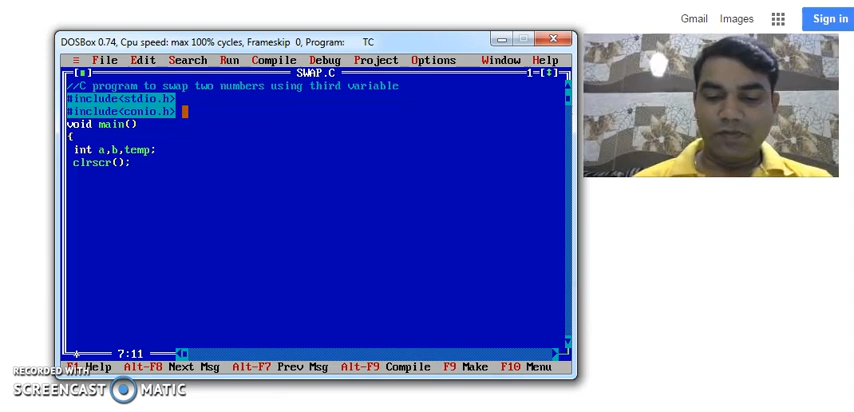 Gmail Images Sign in
DOSBox 0.74, Cpu speed: max 100% cycles, Frameskip 0, Program: TC
≡ File Edit Search Run Compile Debug Project Options Window Help
[■] SWAP.C 1=[↕]
//C program to swap two numbers using third variable
#include<stdio.h>
#include<conio.h>
void main()
{
int a,b,temp;
clrscr();
7:11
F1 Help Alt-F8 Next Msg Alt-F7 Prev Msg Alt-F9 Compile F9 Make F10 Menu
RECORDED WITH
SCREENCAST MATIC